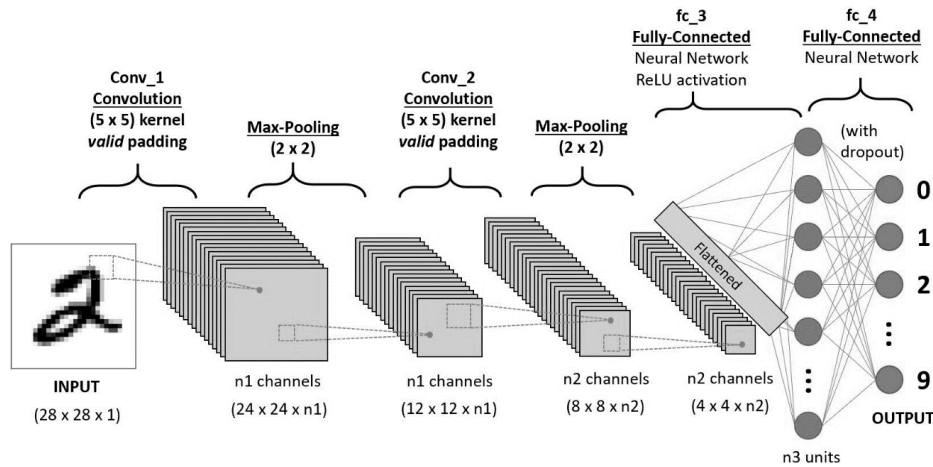 Conv_1
Convolution
(5 x 5) kernel
valid padding
Max-Pooling
(2 x 2)
Conv_2
Convolution
(5 x 5) kernel
valid padding
Max-Pooling
(2 x 2)
fc_3
Fully-Connected
Neural Network
ReLU activation
fc_4
Fully-Connected
Neural Network
(with
dropout)
Flattened
0
1
2
9
OUTPUT
INPUT
(28 x 28 x 1)
n1 channels
(24 x 24 x n1)
n1 channels
(12 x 12 x n1)
n2 channels
(8 x 8 x n2)
n2 channels
(4 x 4 x n2)
n3 units
2